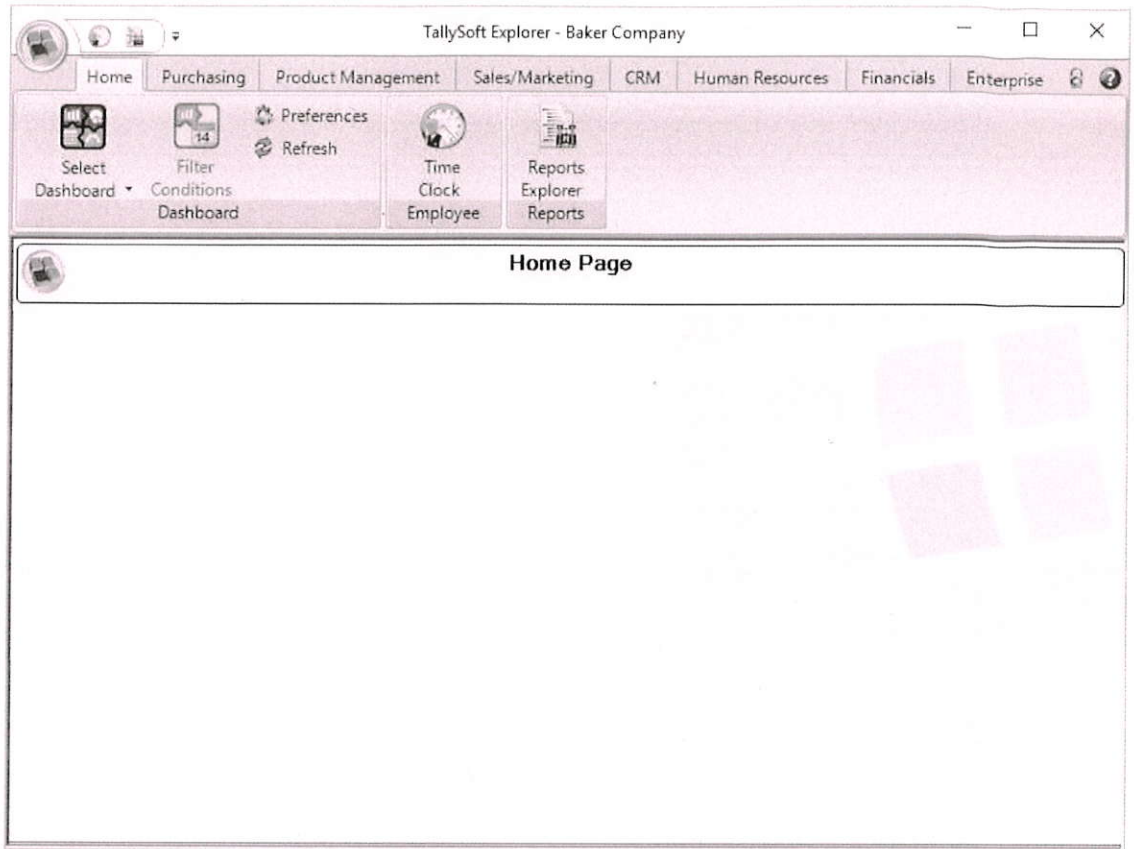 TallySoft Explorer - Baker Company
Home Purchasing Product Management Sales/Marketing CRM Human Resources Financials Enterprise
Select Dashboard
Filter Conditions
14
Preferences
Refresh
Dashboard
Time Clock
Employee
Reports Explorer
Reports
Home Page